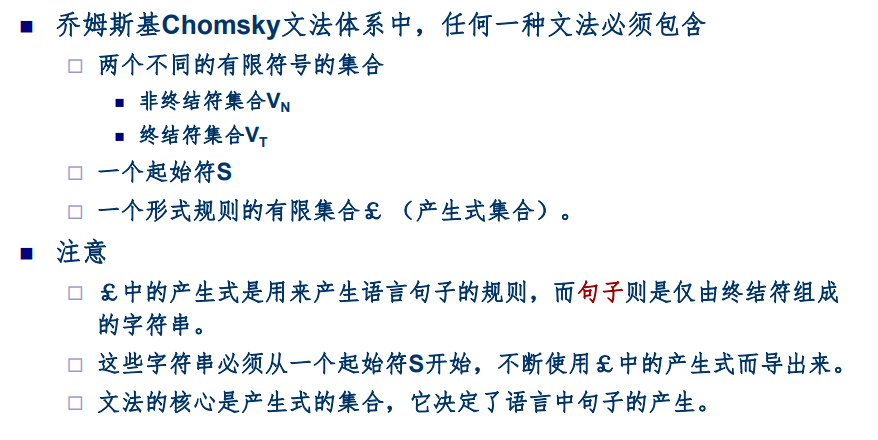 乔姆斯基Chomsky文法体系中，任何一种文法必须包含
两个不同的有限符号的集合
非终结符集合VN
终结符集合VT
一个起始符S
一个形式规则的有限集合￡ （产生式集合）。
注意
￡中的产生式是用来产生语言句子的规则，而句子则是仅由终结符组成
的字符串。
这些字符串必须从一个起始符S开始，不断使用￡中的产生式而导出来。
文法的核心是产生式的集合，它决定了语言中句子的产生。